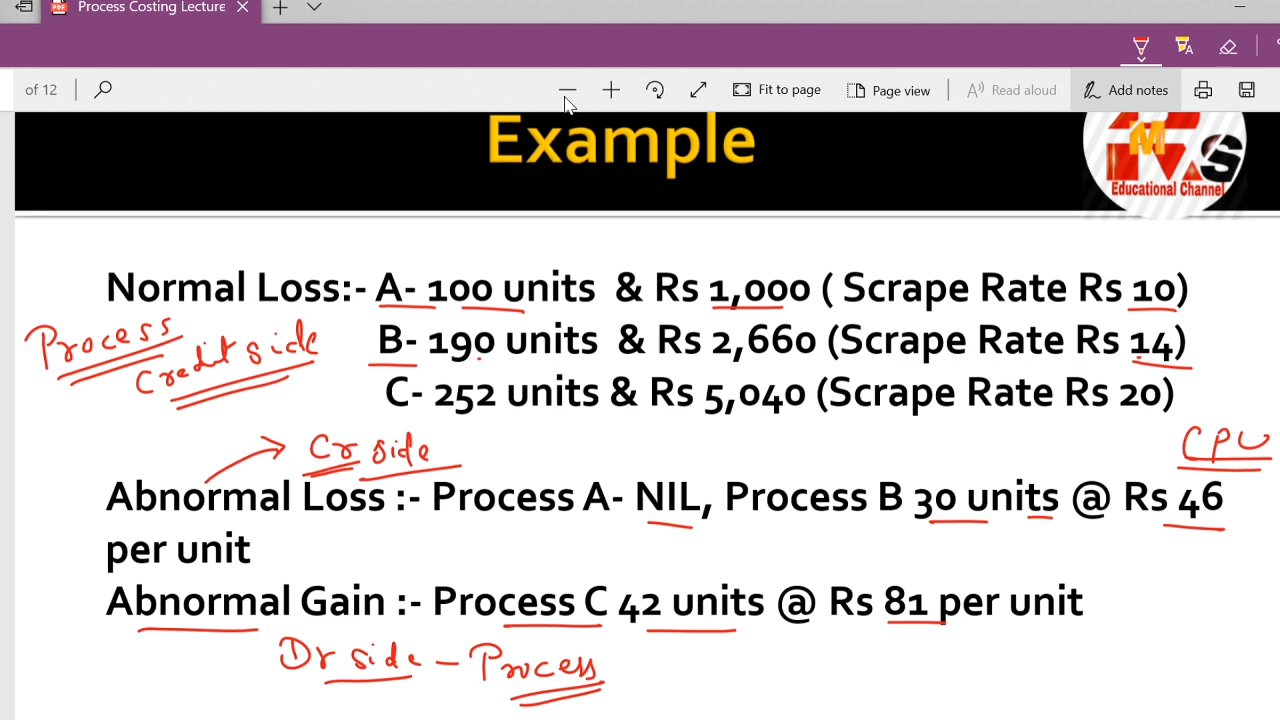 Process Costing Lecture
of 12
Fit to page
Page view
Read aloud
Add notes
Example
M
S
Educational Channel
Normal Loss:- A- 100 units & Rs 1,000 ( Scrape Rate Rs 10)
Process
Credit side
B- 190 units & Rs 2,660 (Scrape Rate Rs 14)
C- 252 units & Rs 5,040 (Scrape Rate Rs 20)
Cr side
CPU
Abnormal Loss :- Process A- NIL, Process B 30 units @ Rs 46
per unit
Abnormal Gain :- Process C 42 units @ Rs 81 per unit
Dr side - Process